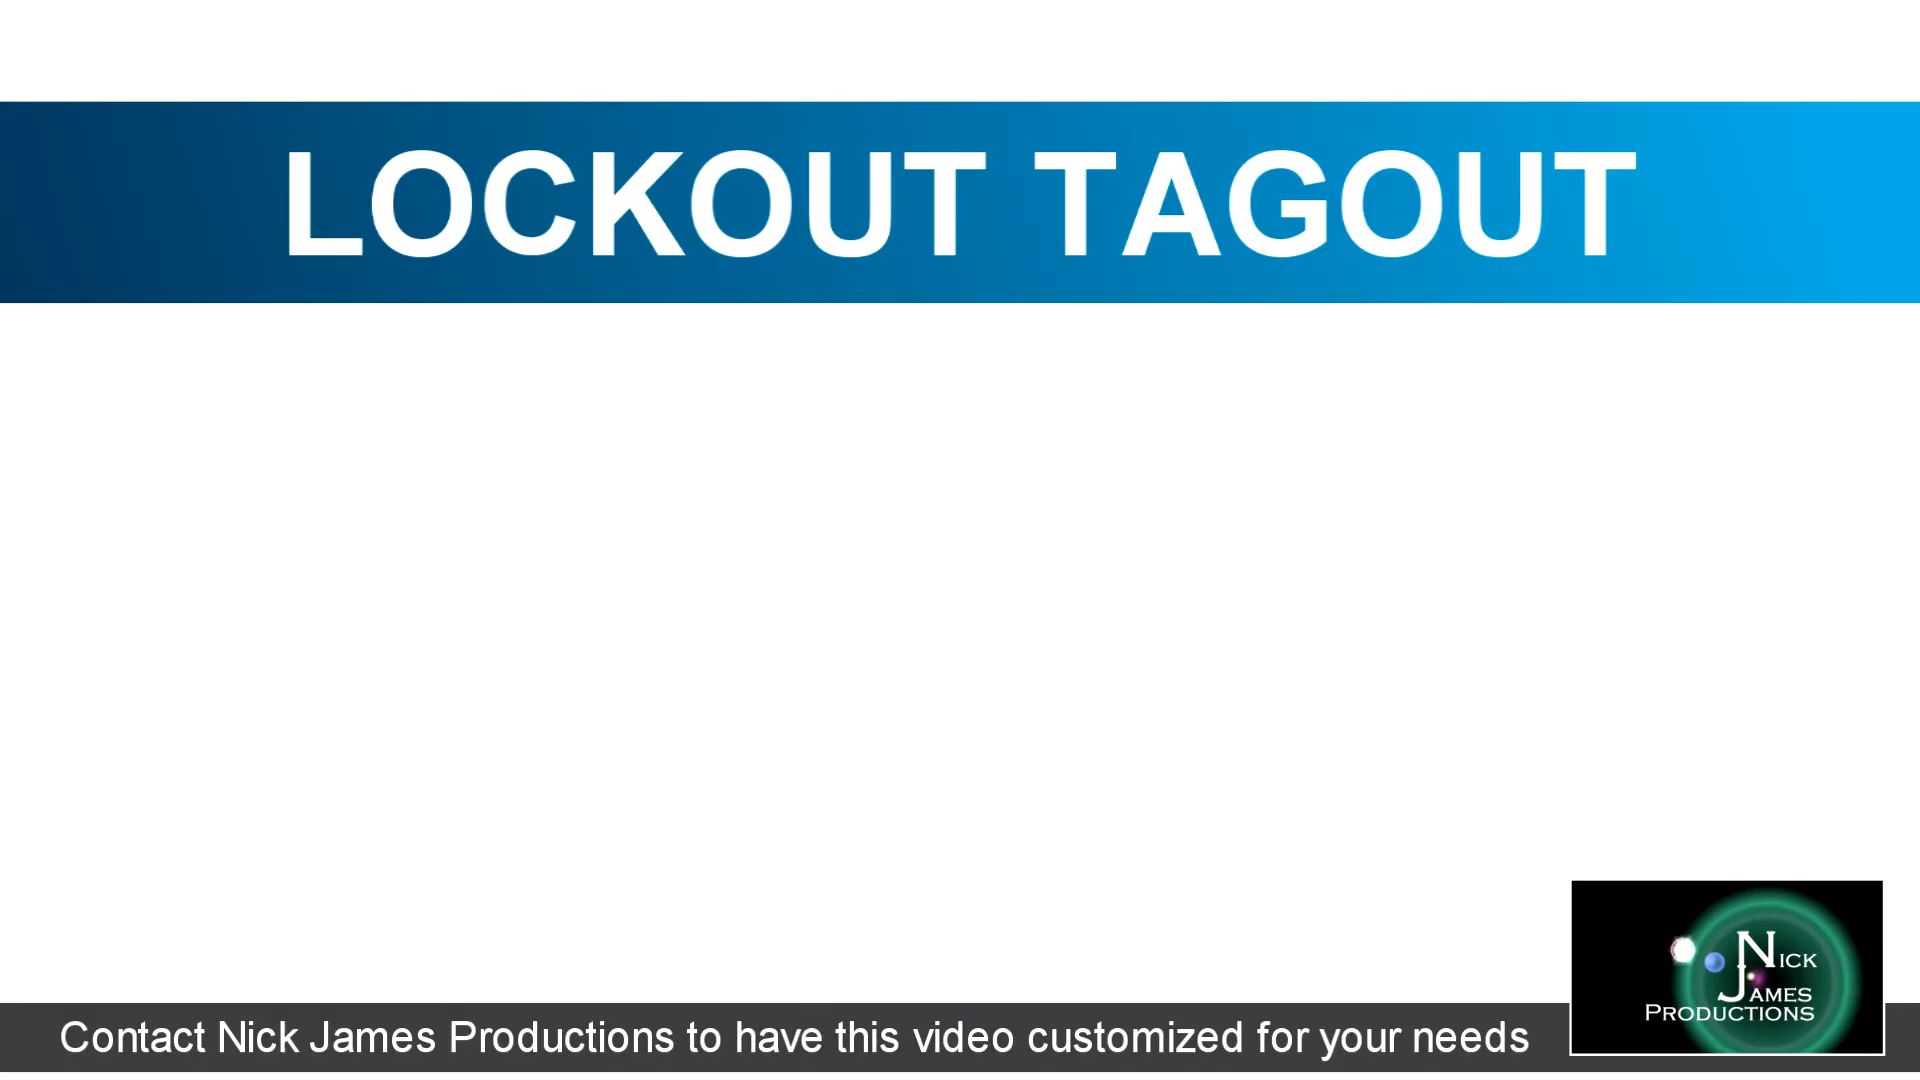 LOCKOUT TAGOUT
NICK
JAMES
PRODUCTIONS
Contact Nick James Productions to have this video customized for your needs